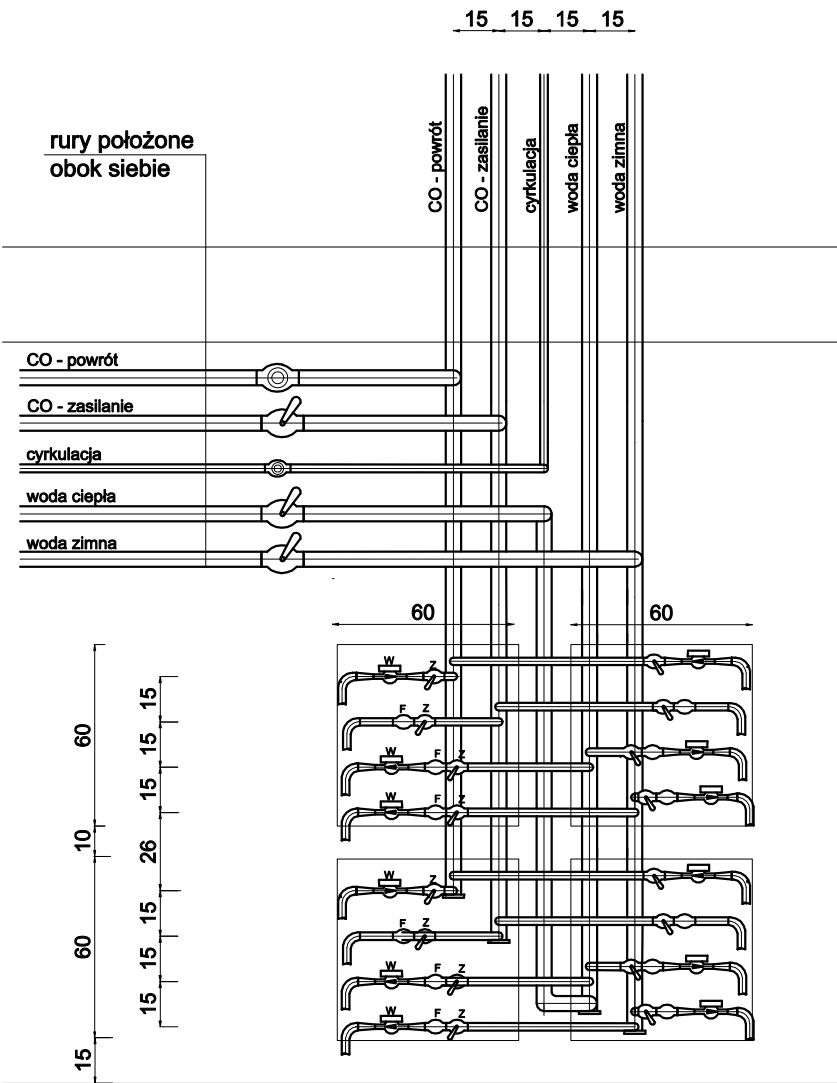 15 15 15 15
rury położone
obok siebie
CO - powrót
CO - zasilanie
cyrkulacja
woda ciepła
woda zimna
CO - powrót
CO - zasilanie
cyrkulacja
woda ciepła
woda zimna
60 60
W Z
15
F Z
60
15
W F Z
15
W F Z
10
26
W Z
15
F Z
60
15
W F Z
15
W F Z
15